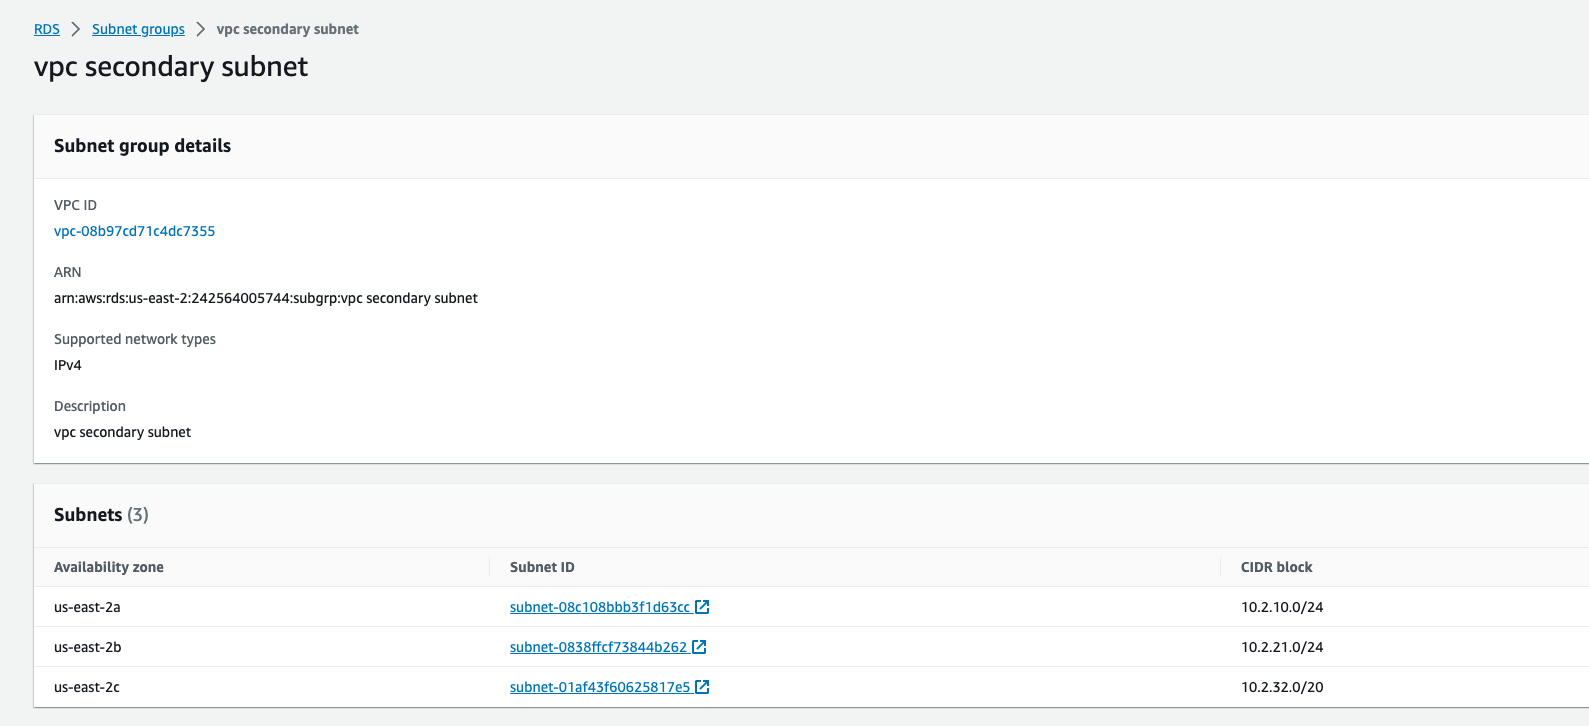 RDS > Subnet groups > vpc secondary subnet
vpc secondary subnet
Subnet group details
VPC ID
vpc-08b97cd71c4dc7355
ARN
arn:aws:rds:us-east-2:242564005744:subgrp:vpc secondary subnet
Supported network types
IPv4
Description
vpc secondary subnet
Subnets (3)
Availability zone Subnet ID CIDR block
us-east-2a subnet-08c108bbb3f1d63cc 10.2.10.0/24
us-east-2b subnet-0838ffcf73844b262 10.2.21.0/24
us-east-2c subnet-01af43f60625817e5 10.2.32.0/20